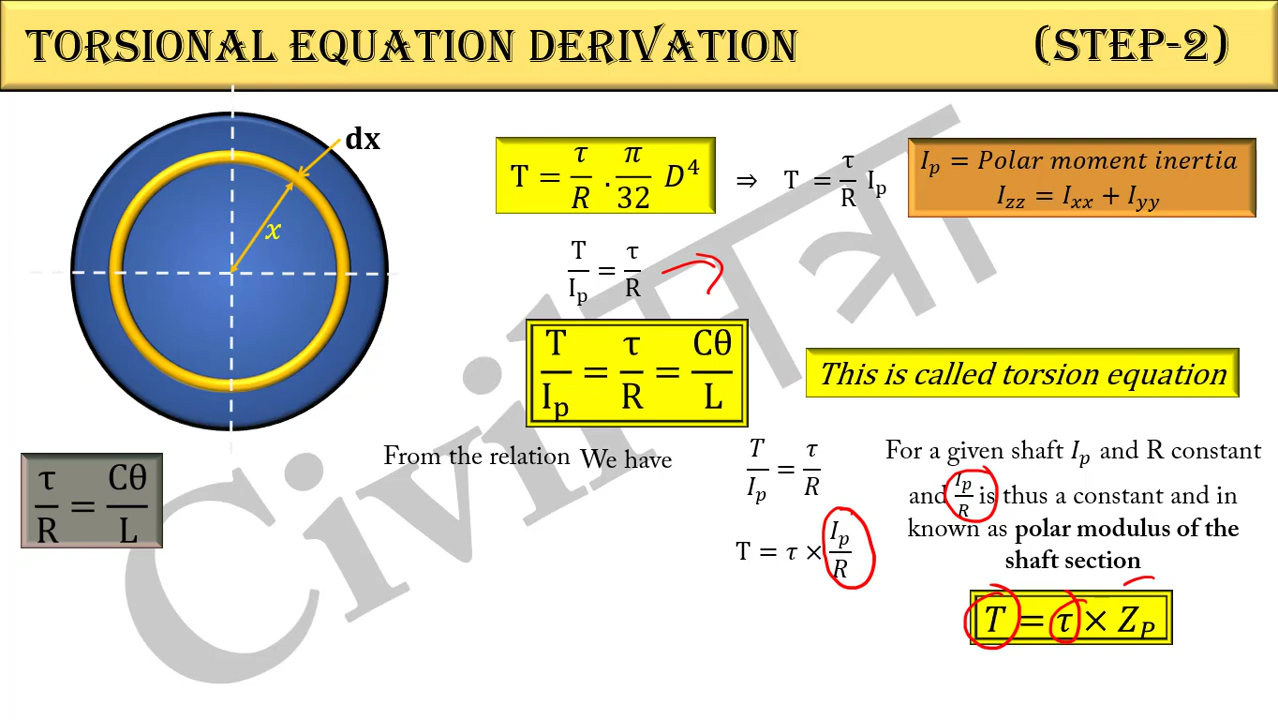 TORSIONAL EQUATION DERIVATION (STEP-2)
dx
x
T = τ/R . π/32 D⁴ ⇒ T = τ/R Iₚ
Iₚ = Polar moment inertia
I_zz = I_xx + I_yy
T/Iₚ = τ/R
T/Iₚ = τ/R = Cθ/L
This is called torsion equation
τ/R = Cθ/L
From the relation We have
T/Iₚ = τ/R
T = τ × Iₚ/R
For a given shaft Iₚ and R constant
and Iₚ/R is thus a constant and in
known as polar modulus of the
shaft section
T = τ × Z_P
Civilমিত্রা